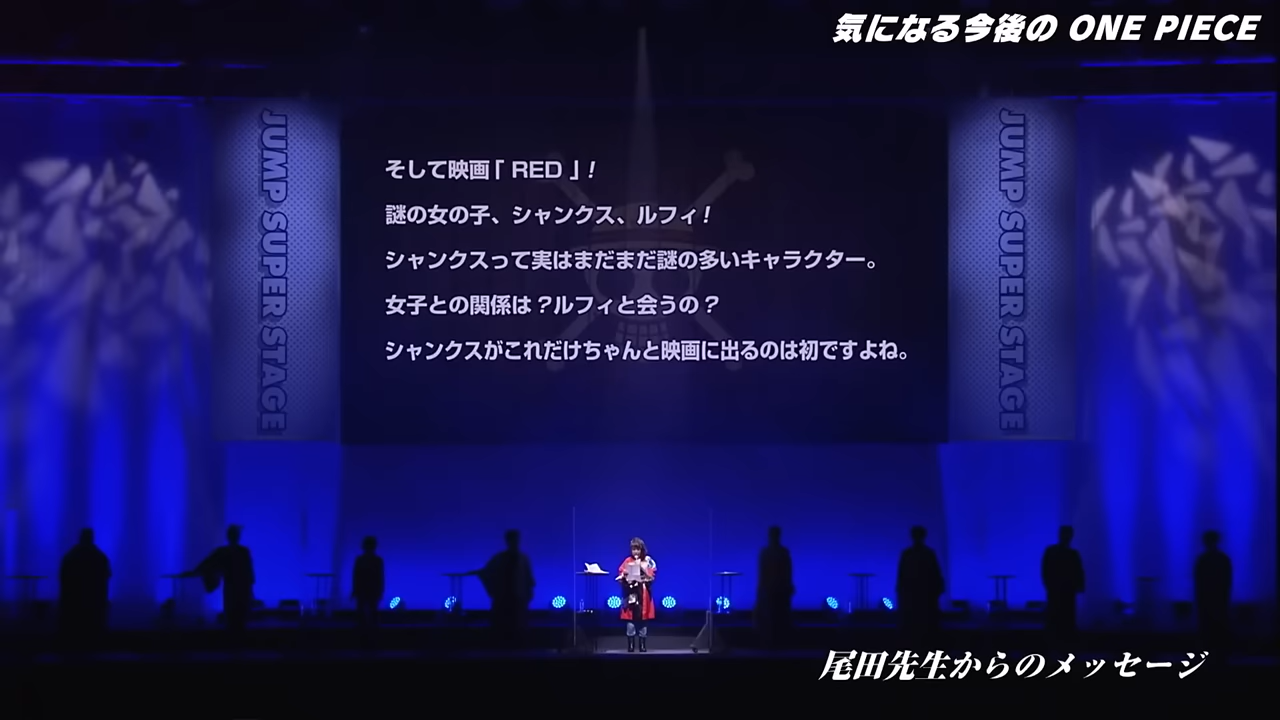 気になる今後の ONE PIECE
JUMP SUPER STAGE
そして映画「 RED 」!
謎の女の子、シャンクス、ルフィ!
シャンクスって実はまだまだ謎の多いキャラクター。
女子との関係は?ルフィと会うの?
シャンクスがこれだけちゃんと映画に出るのは初ですよね。
JUMP SUPER STAGE
尾田先生からのメッセージ